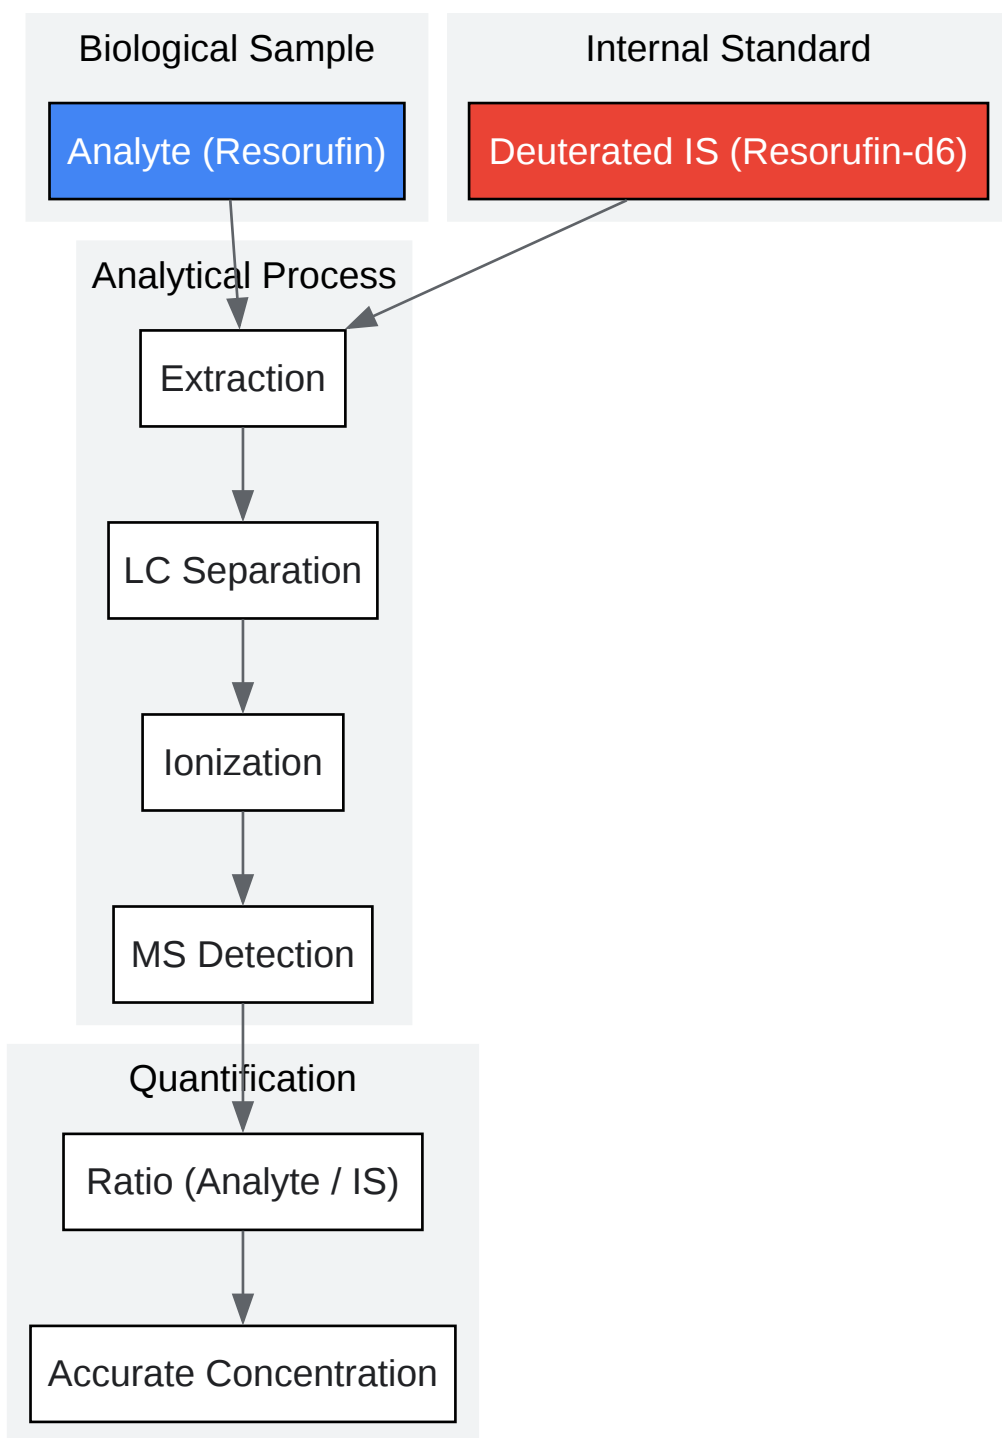 Biological Sample
Internal Standard
Analyte (Resorufin)
Deuterated IS (Resorufin-d6)
Analytical Process
Extraction
LC Separation
Ionization
MS Detection
Quantification
Ratio (Analyte / IS)
Accurate Concentration